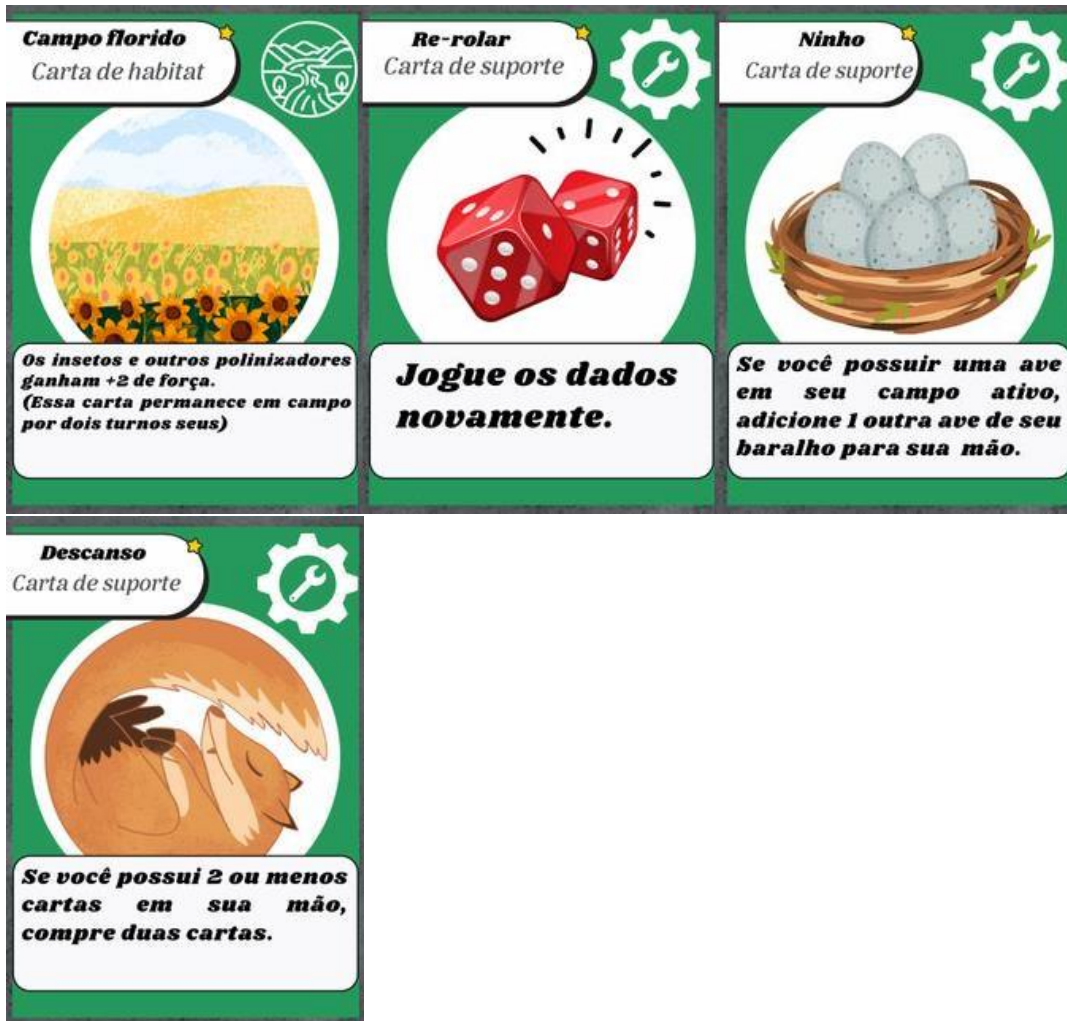 Campo florido
Carta de habitat
Os insetos e outros polinizadores
ganham +2 de força.
(Essa carta permanece em campo
por dois turnos seus)
Re-rolar
Carta de suporte
Jogue os dados
novamente.
Ninho
Carta de suporte
Se você possuir uma ave
em seu campo ativo,
adicione 1 outra ave de seu
baralho para sua mão.
Descanso
Carta de suporte
Se você possui 2 ou menos
cartas em sua mão,
compre duas cartas.